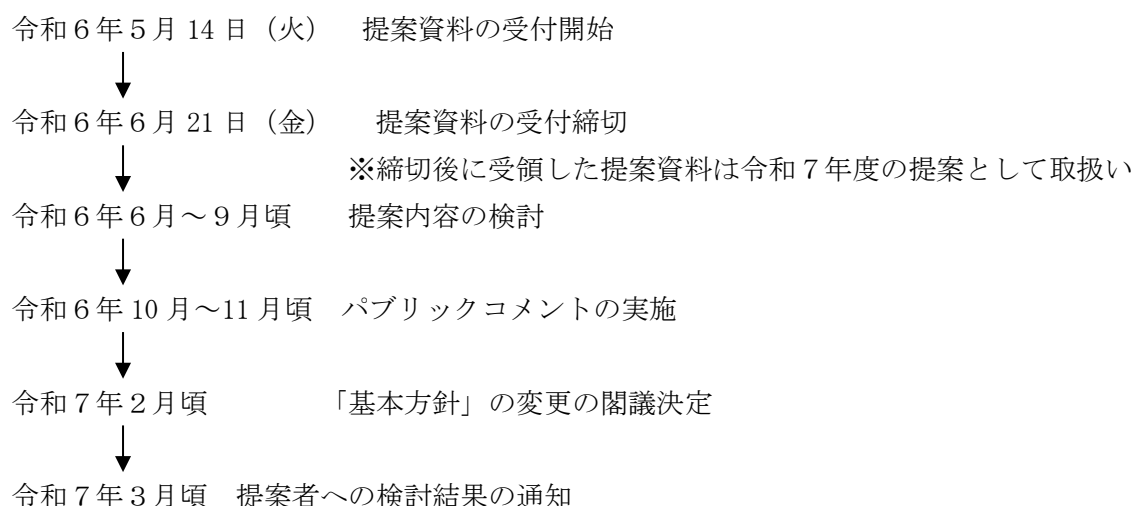 令和６年５月 14 日（火）　提案資料の受付開始
令和６年６月 21 日（金）　提案資料の受付締切
※締切後に受領した提案資料は令和７年度の提案として取扱い
令和６年６月～９月頃　提案内容の検討
令和６年 10 月～11 月頃　パブリックコメントの実施
令和７年２月頃　「基本方針」の変更の閣議決定
令和７年３月頃　提案者への検討結果の通知